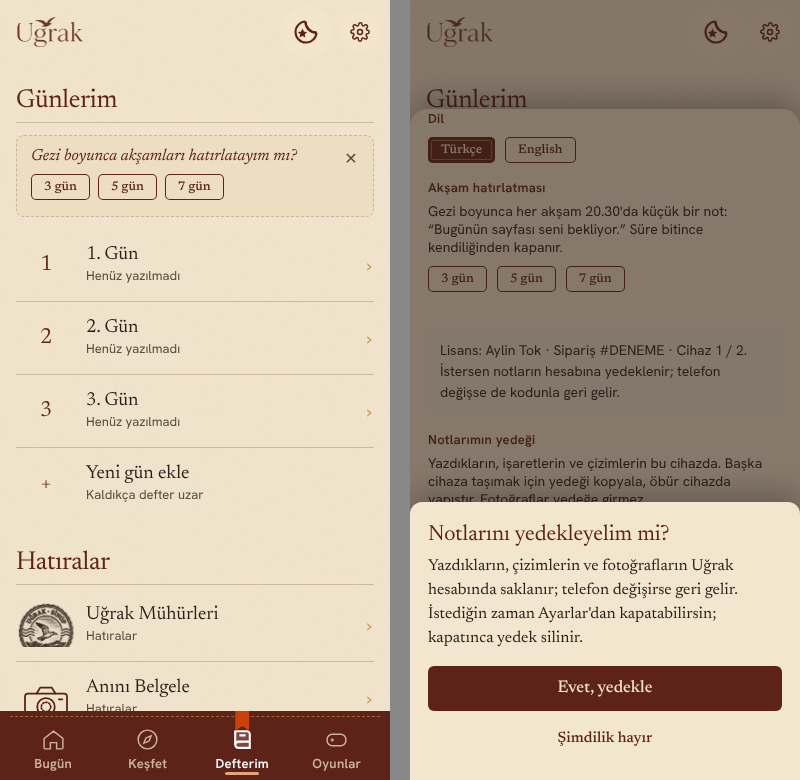 Uğrak
Günlerim
Gezi boyunca akşamları hatırlatayım mı?
×
3 gün 5 gün 7 gün
1
1. Gün
Henüz yazılmadı
2
2. Gün
Henüz yazılmadı
3
3. Gün
Henüz yazılmadı
+
Yeni gün ekle
Kaldıkça defter uzar
Hatıralar
UĞRAK · SİNOP
Uğrak Mühürleri
Hatıralar
Anını Belgele
Hatıralar
Bugün Keşfet Defterim Oyunlar
Uğrak
Günlerim
Dil
Türkçe English
Akşam hatırlatması
Gezi boyunca her akşam 20.30'da küçük bir not:
“Bugünün sayfası seni bekliyor.” Süre bitince
kendiliğinden kapanır.
3 gün 5 gün 7 gün
Lisans: Aylin Tok · Sipariş #DENEME · Cihaz 1 / 2.
İstersen notların hesabına yedeklenir; telefon
değişse de kodunla geri gelir.
Notlarımın yedeği
Yazdıkların, işaretlerin ve çizimlerin bu cihazda. Başka
cihaza taşımak için yedeği kopyala, öbür cihazda
yapıştır. Fotoğraflar yedeğe girmez.
Notlarını yedekleyelim mi?
Yazdıkların, çizimlerin ve fotoğrafların Uğrak
hesabında saklanır; telefon değişirse geri gelir.
İstediğin zaman Ayarlar'dan kapatabilirsin;
kapatınca yedek silinir.
Evet, yedekle
Şimdilik hayır